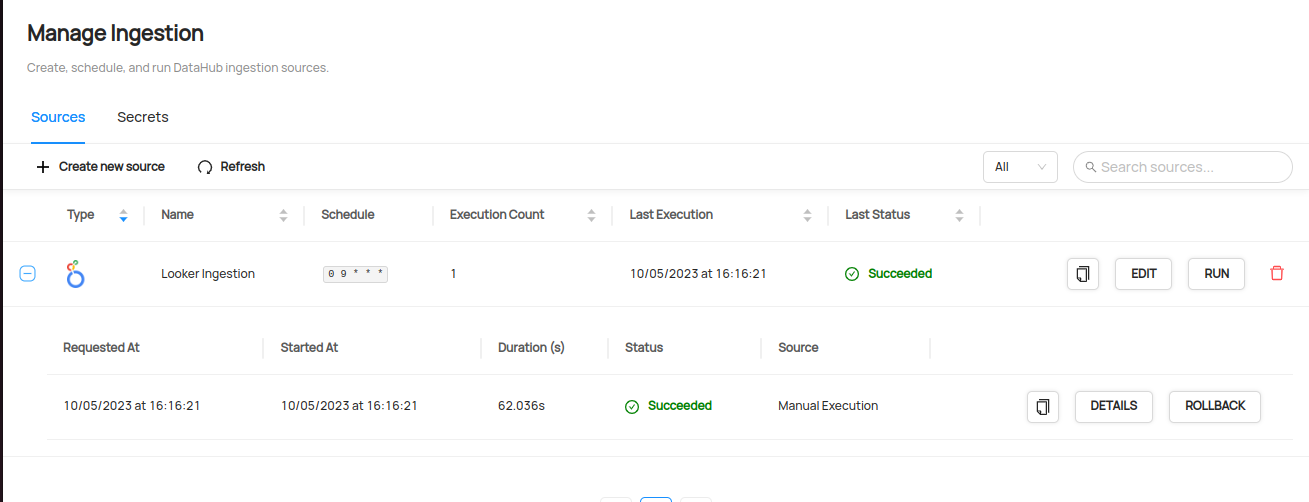 Manage Ingestion
Create, schedule, and run DataHub ingestion sources.
Sources Secrets
Create new source Refresh All Search sources...
Type Name Schedule Execution Count Last Execution Last Status
Looker Ingestion 0 9 * * * 1 10/05/2023 at 16:16:21 Succeeded EDIT RUN
Requested At Started At Duration (s) Status Source
10/05/2023 at 16:16:21 10/05/2023 at 16:16:21 62.036s Succeeded Manual Execution DETAILS ROLLBACK